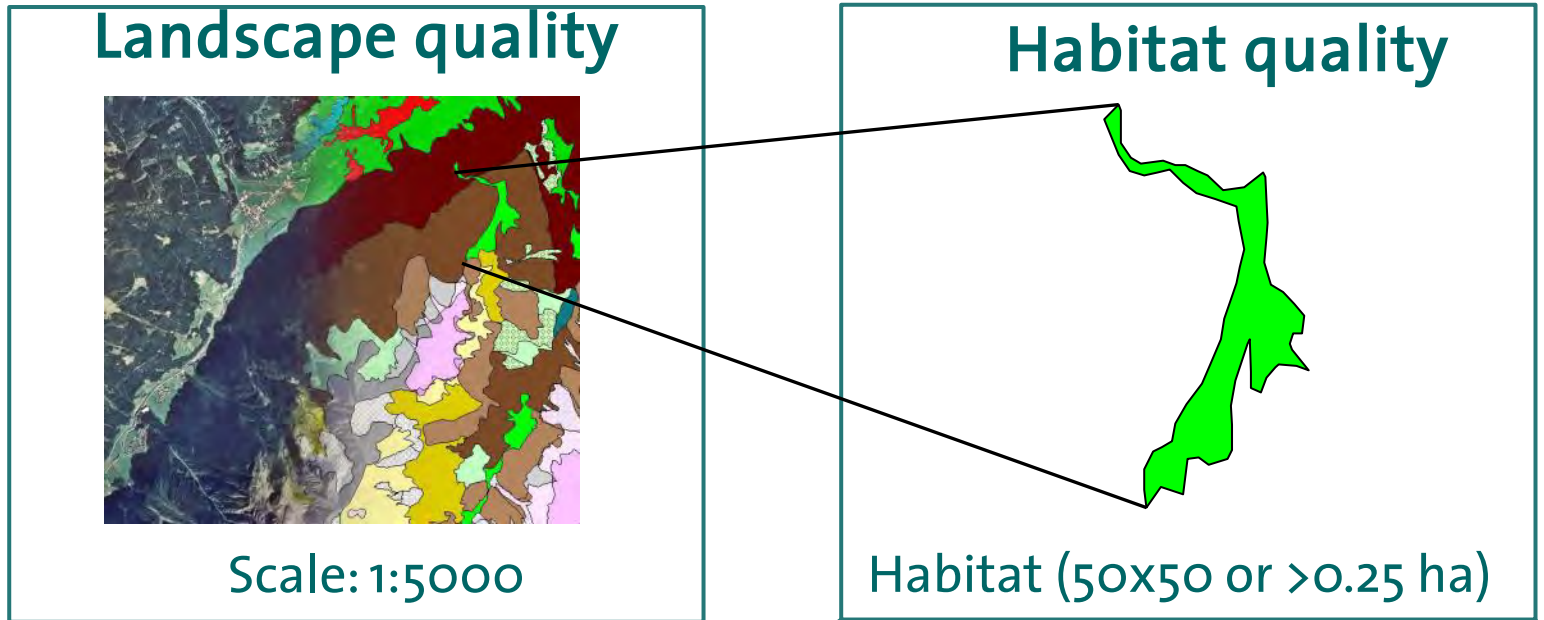 Landscape quality
Scale: 1:5000
Habitat quality
Habitat (50x50 or >0.25 ha)